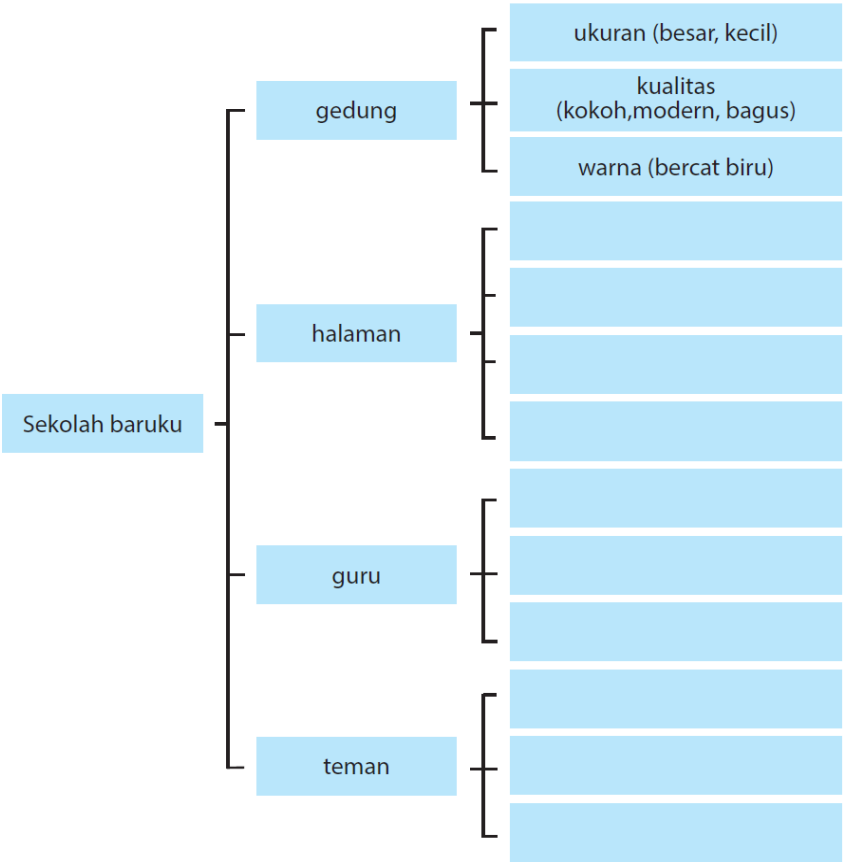 ukuran (besar, kecil)
kualitas
(kokoh,modern, bagus)
gedung
warna (bercat biru)
halaman
Sekolah baruku
guru
teman